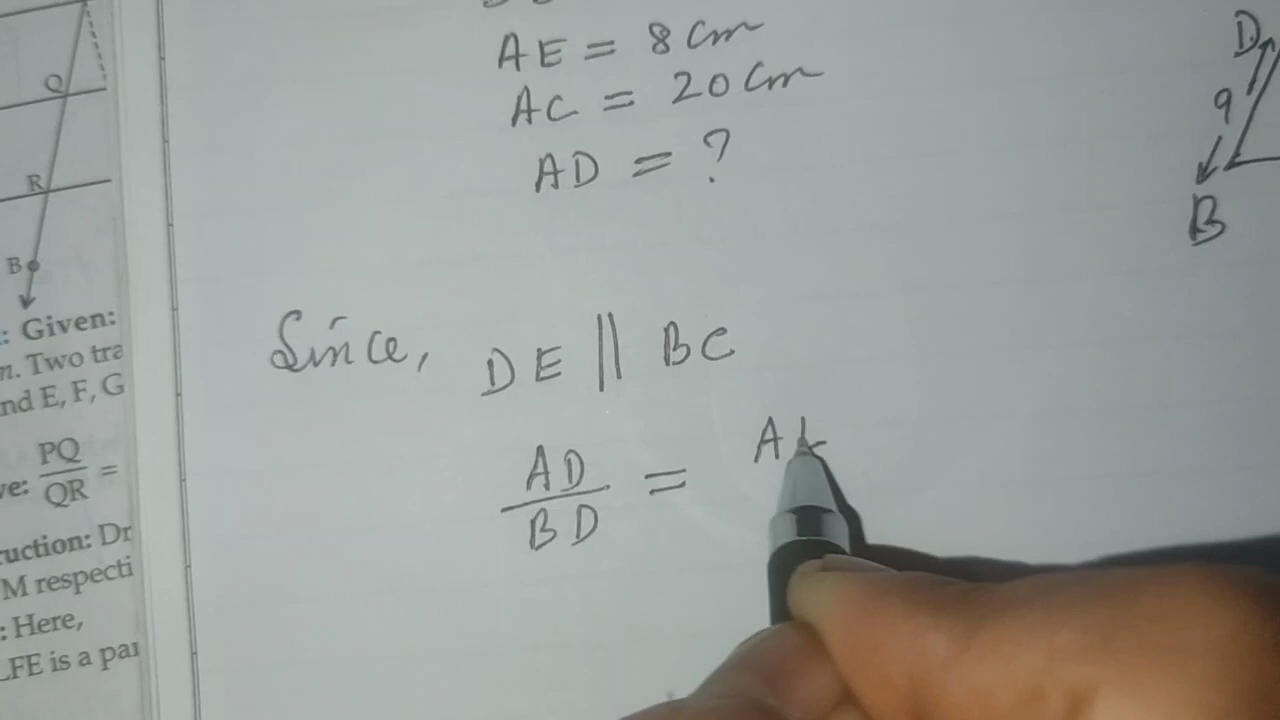 AE = 8 cm
AC = 20 cm
AD = ?
D
9
B
Since, DE || BC
AD
BD
=
A
Q
R
B
: Given:
n. Two tra
nd E, F, G
ve: PQ
QR
=
ruction: Dr
M respecti
: Here,
LFE is a par